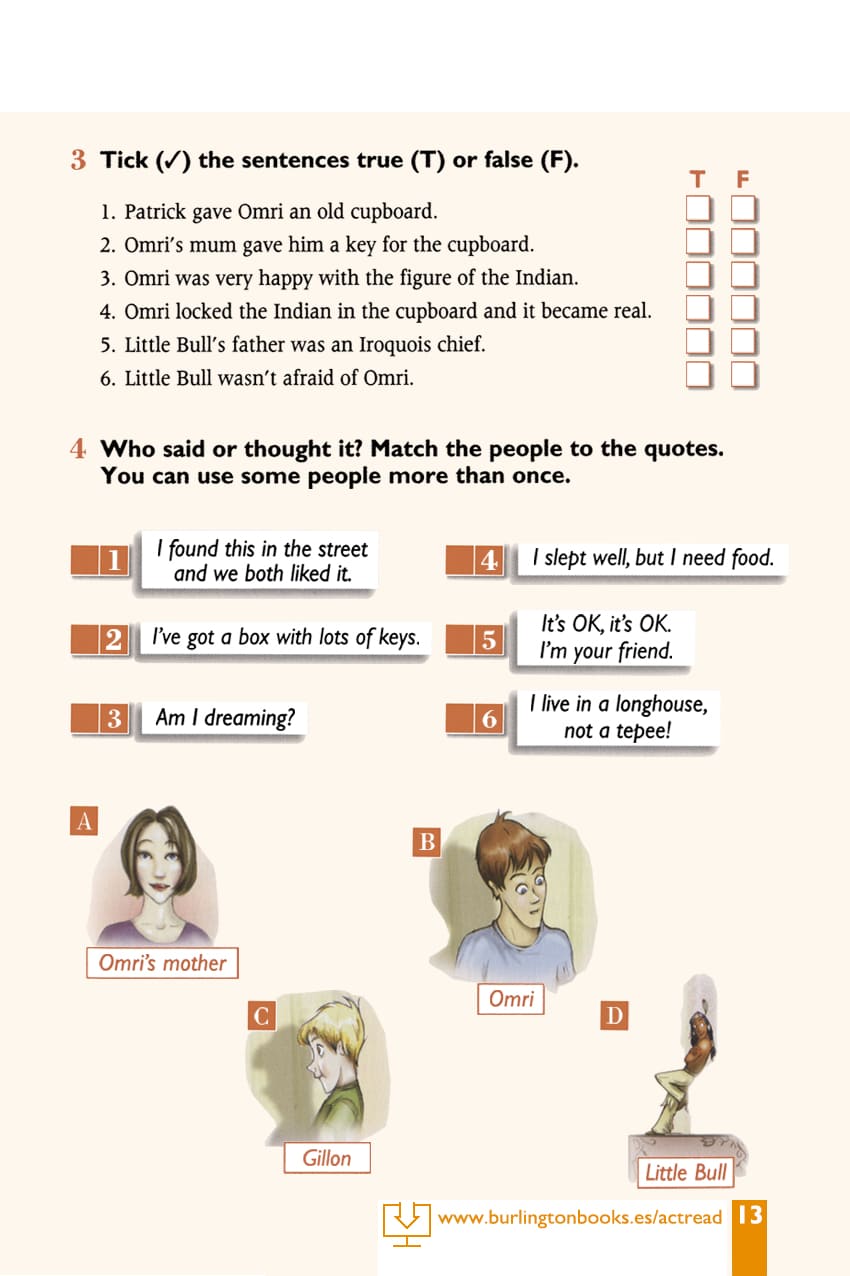 3 Tick (✓) the sentences true (T) or false (F).
T F
1. Patrick gave Omri an old cupboard.
2. Omri's mum gave him a key for the cupboard.
3. Omri was very happy with the figure of the Indian.
4. Omri locked the Indian in the cupboard and it became real.
5. Little Bull's father was an Iroquois chief.
6. Little Bull wasn't afraid of Omri.
4 Who said or thought it? Match the people to the quotes.
You can use some people more than once.
1 I found this in the street
and we both liked it.
2 I've got a box with lots of keys.
3 Am I dreaming?
4 I slept well, but I need food.
5 It's OK, it's OK.
I'm your friend.
6 I live in a longhouse,
not a tepee!
A
Omri's mother
B
Omri
C
Gillon
D
Little Bull
www.burlingtonbooks.es/actread 13